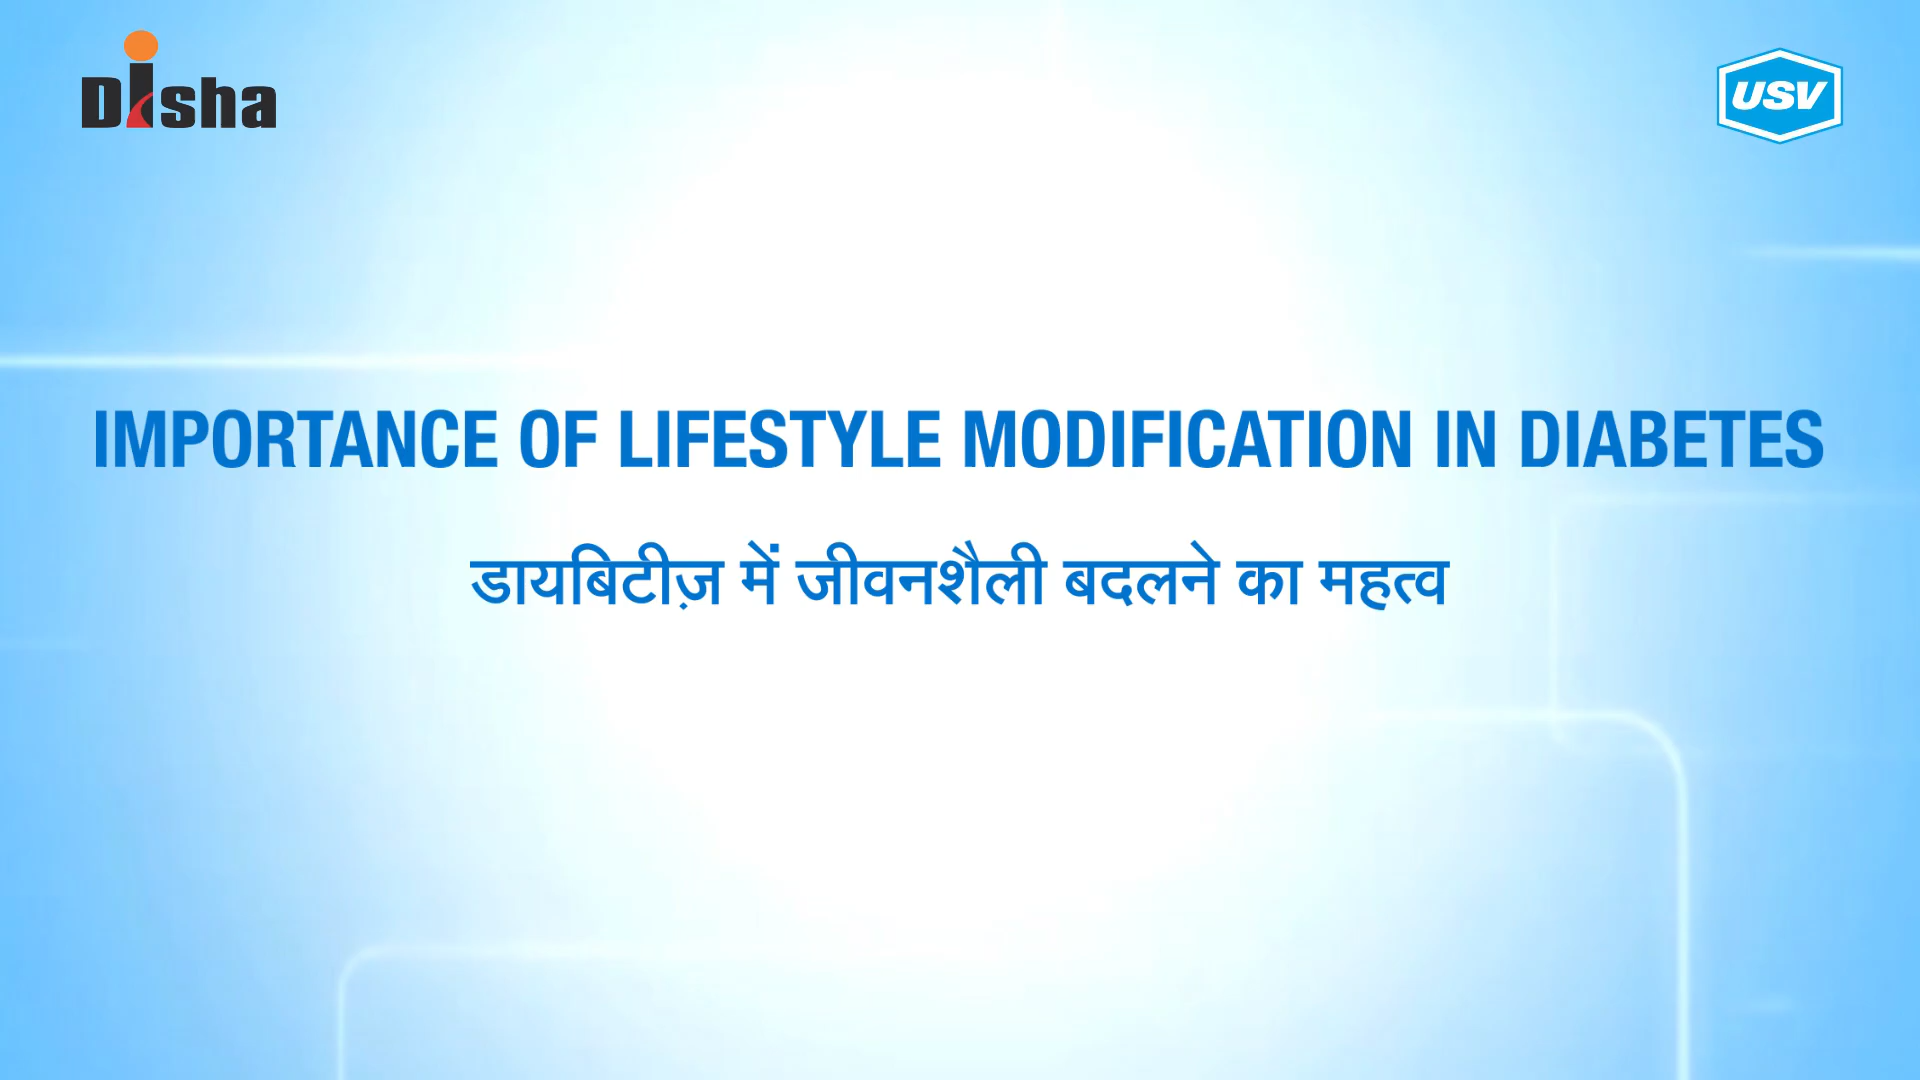 Disha
USV
IMPORTANCE OF LIFESTYLE MODIFICATION IN DIABETES
डायबिटीज़ में जीवनशैली बदलने का महत्व